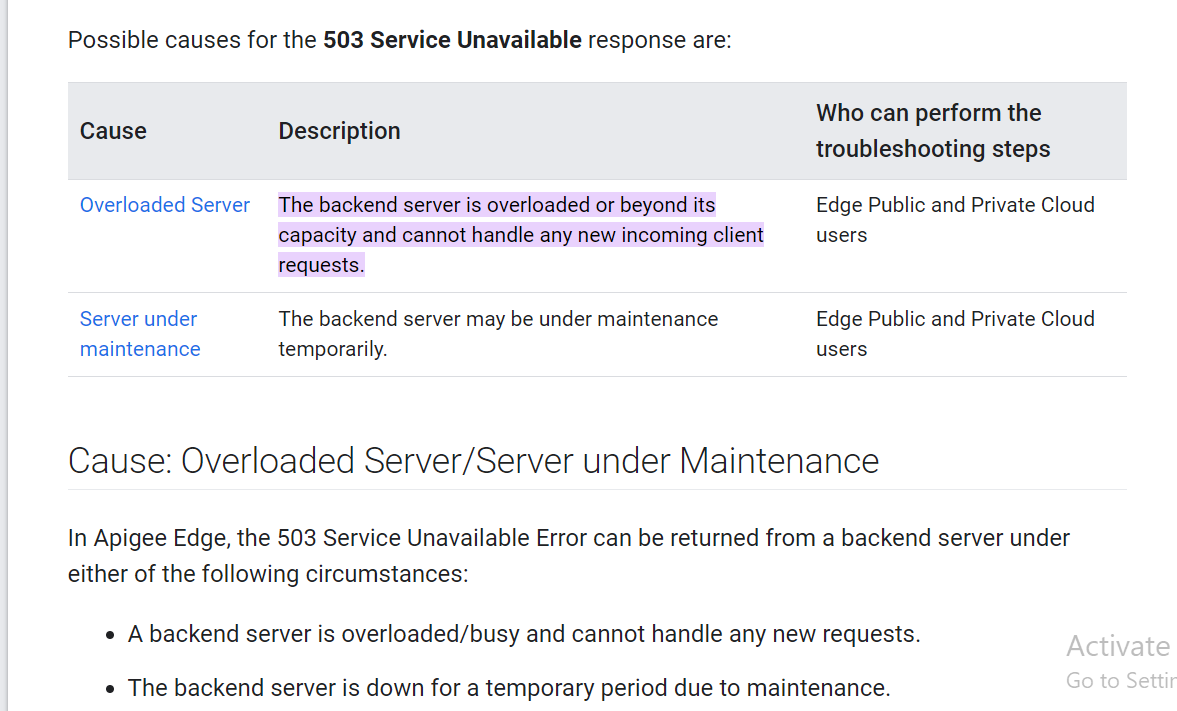 Possible causes for the 503 Service Unavailable response are:
Cause
Description
Who can perform the
troubleshooting steps
Overloaded Server
The backend server is overloaded or beyond its
capacity and cannot handle any new incoming client
requests.
Edge Public and Private Cloud
users
Server under
maintenance
The backend server may be under maintenance
temporarily.
Edge Public and Private Cloud
users
Cause: Overloaded Server/Server under Maintenance
In Apigee Edge, the 503 Service Unavailable Error can be returned from a backend server under
either of the following circumstances:
• A backend server is overloaded/busy and cannot handle any new requests.
• The backend server is down for a temporary period due to maintenance.
Activate
Go to Settin